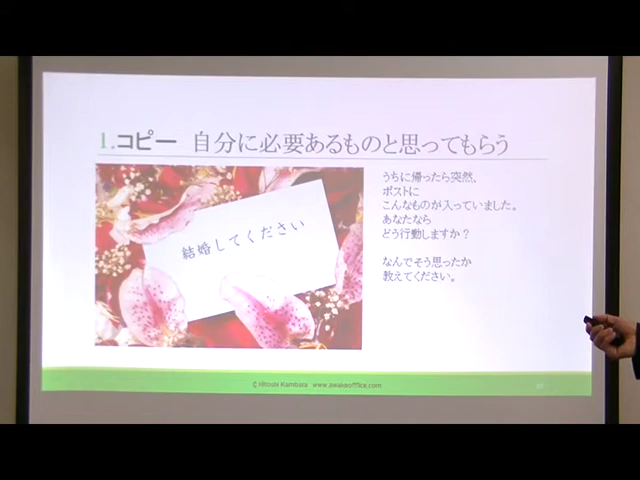 1.コピー 自分に必要あるものと思ってもらう
結婚してください
うちに帰ったら突然、
ポストに
こんなものが入っていました。
あなたなら
どう行動しますか？
なんでそう思ったか
教えてください。
© Hitoshi Kambara www.awakeoffice.com